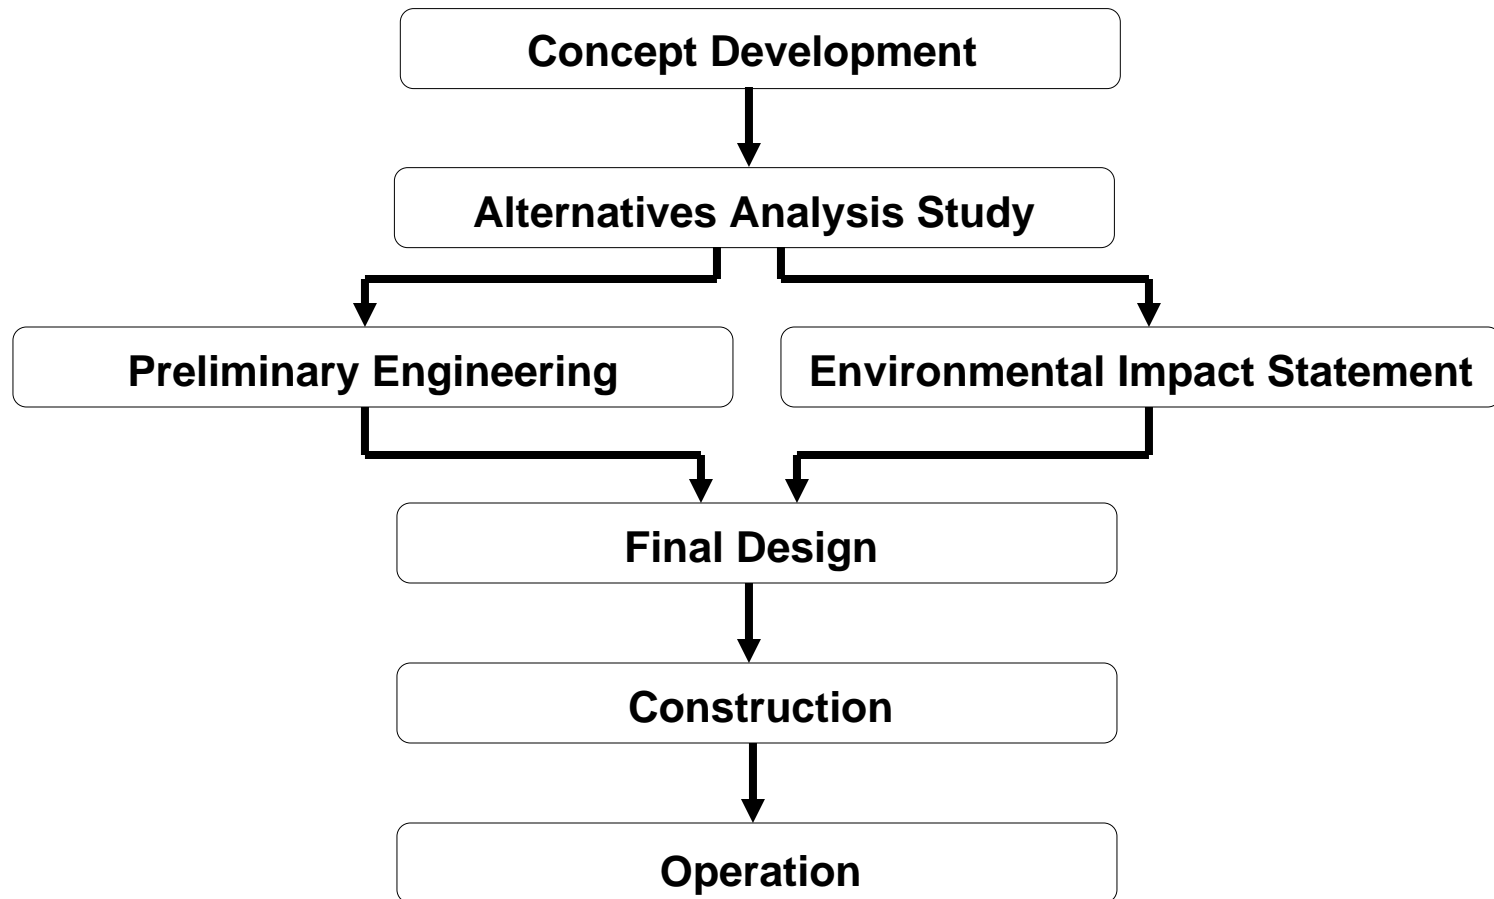 Concept Development
Alternatives Analysis Study
Preliminary Engineering
Environmental Impact Statement
Final Design
Construction
Operation